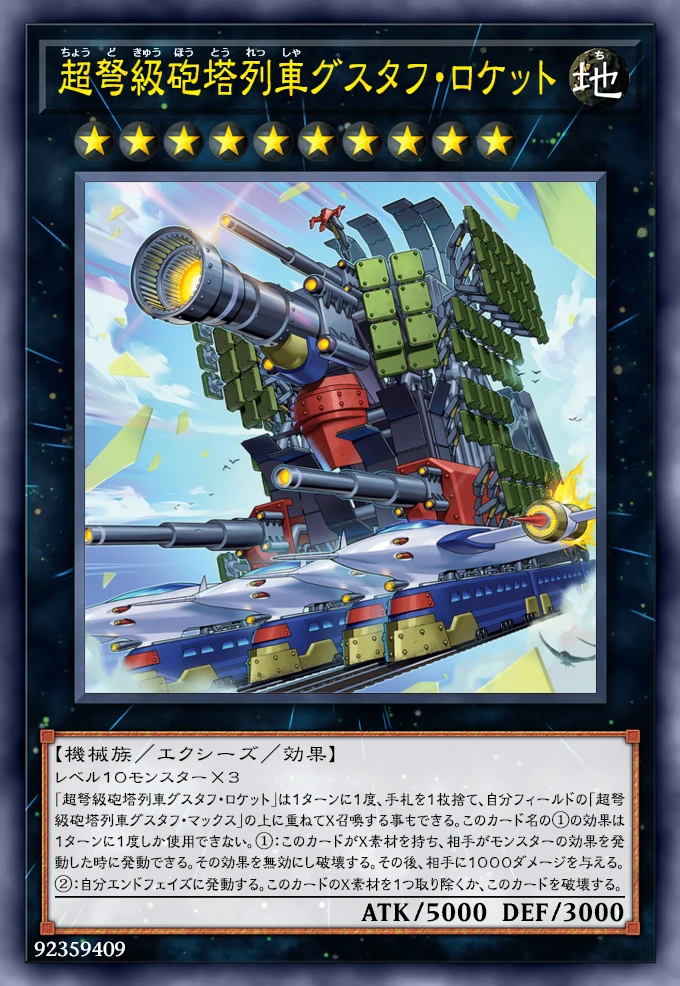 ちょう ど きゅう ほう とう れっ しゃ
超弩級砲塔列車グスタフ・ロケット
ち
地
【機械族／エクシーズ／効果】
レベル10モンスター×3
「超弩級砲塔列車グスタフ・ロケット」は1ターンに1度、手札を1枚捨て、自分フィールドの「超弩
級砲塔列車グスタフ・マックス」の上に重ねてX召喚する事もできる。このカード名の①の効果は
1ターンに1度しか使用できない。①：このカードがX素材を持ち、相手がモンスターの効果を発
動した時に発動できる。その効果を無効にし破壊する。その後、相手に1000ダメージを与える。
②：自分エンドフェイズに発動する。このカードのX素材を1つ取り除くか、このカードを破壊する。
ATK/5000 DEF/3000
92359409